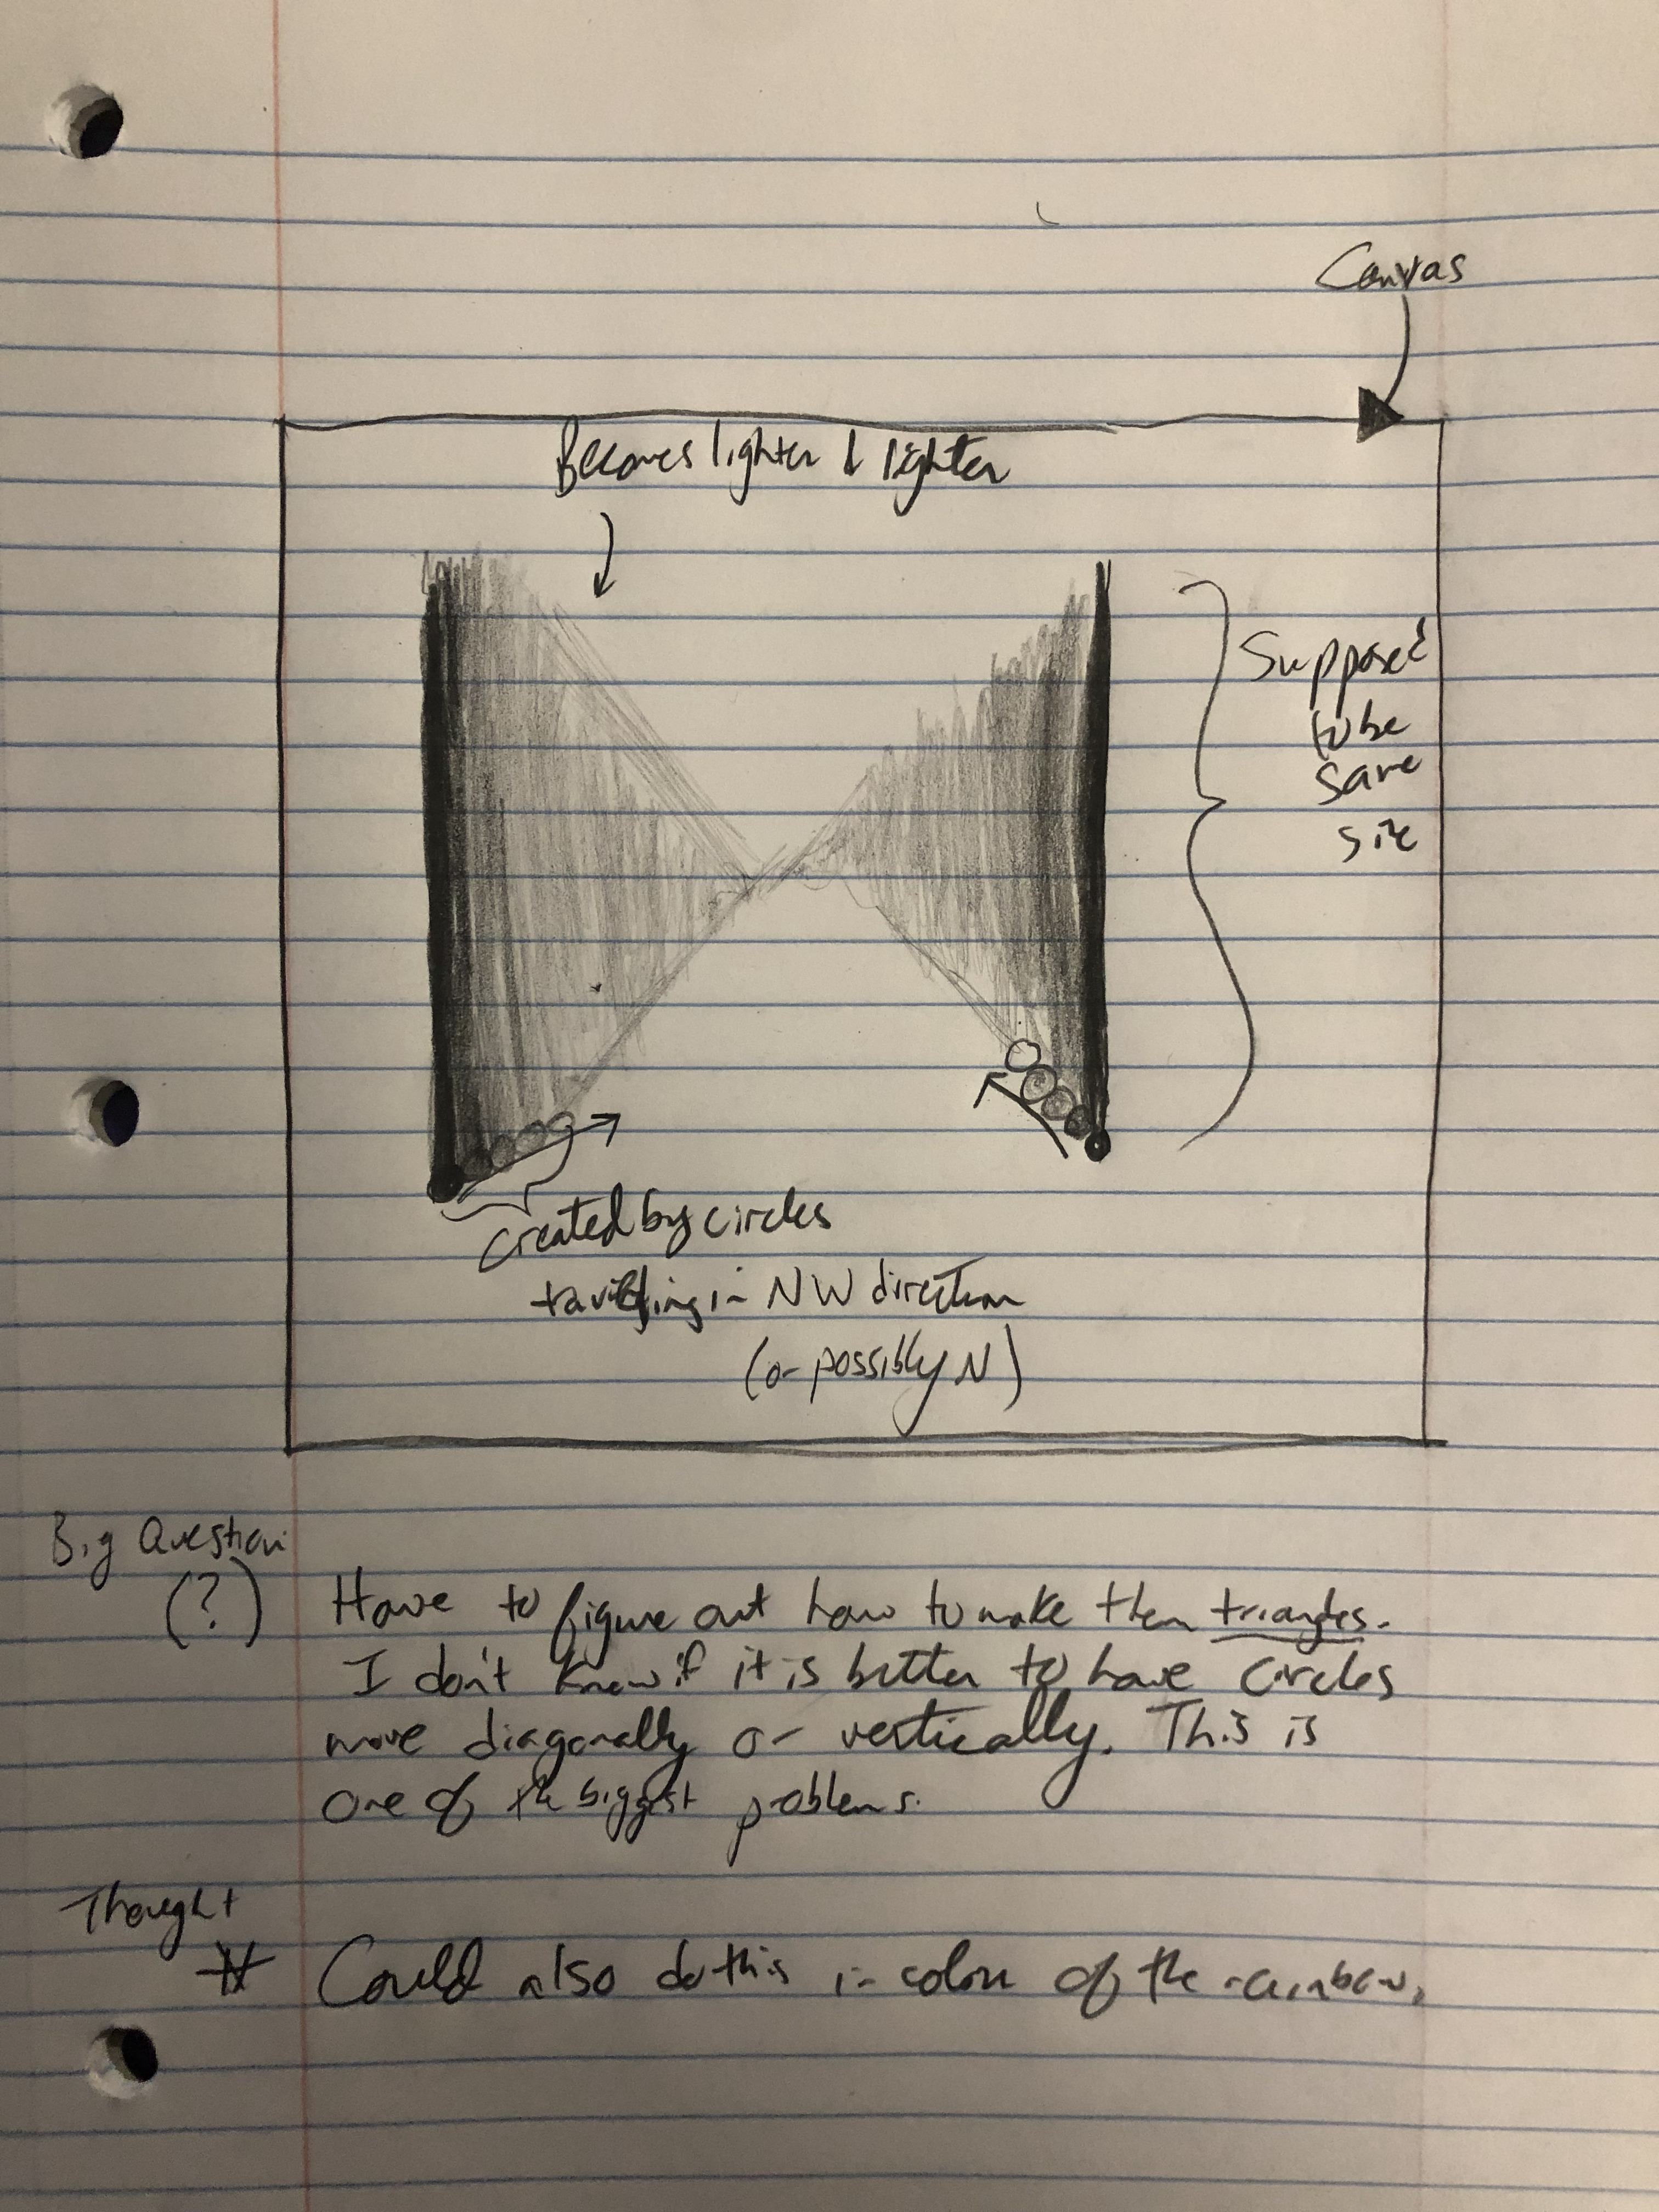 Canvas
Becomes lighter & lighter
Supposed
to be
same
size
created by circles
in NW direction
(or possibly N)
Big Question
(?) Have to figure out how to make them triangles.
I don't know if it is better to have circles
move diagonally or vertically. This is
one of the biggest problems.
Thought
* Could also do this in colors of the rainbow.